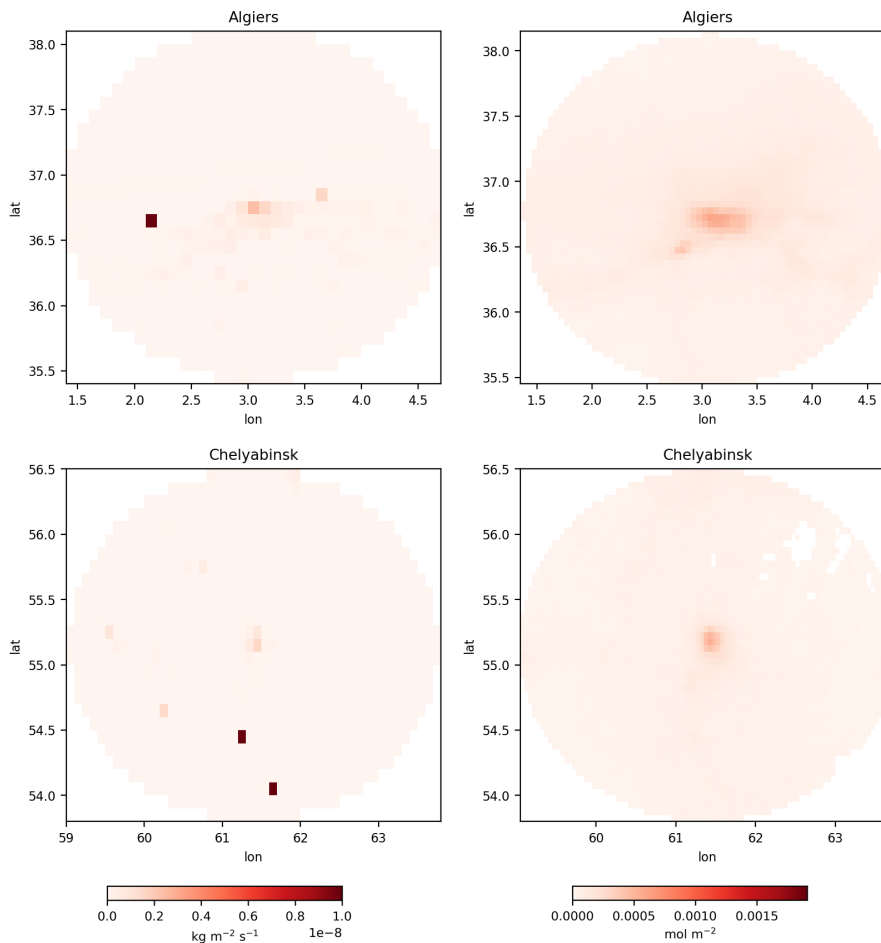 Algiers
38.0
37.5
37.0
36.5
36.0
35.5
lat
1.5 2.0 2.5 3.0 3.5 4.0 4.5
lon
Algiers
38.0
37.5
37.0
36.5
36.0
35.5
lat
1.5 2.0 2.5 3.0 3.5 4.0 4.5
lon
Chelyabinsk
56.5
56.0
55.5
55.0
54.5
54.0
lat
59 60 61 62 63
lon
Chelyabinsk
56.5
56.0
55.5
55.0
54.5
54.0
lat
60 61 62 63
lon
0.0 0.2 0.4 0.6 0.8 1.0
1e−8
kg m⁻² s⁻¹
0.0000 0.0005 0.0010 0.0015
mol m⁻²